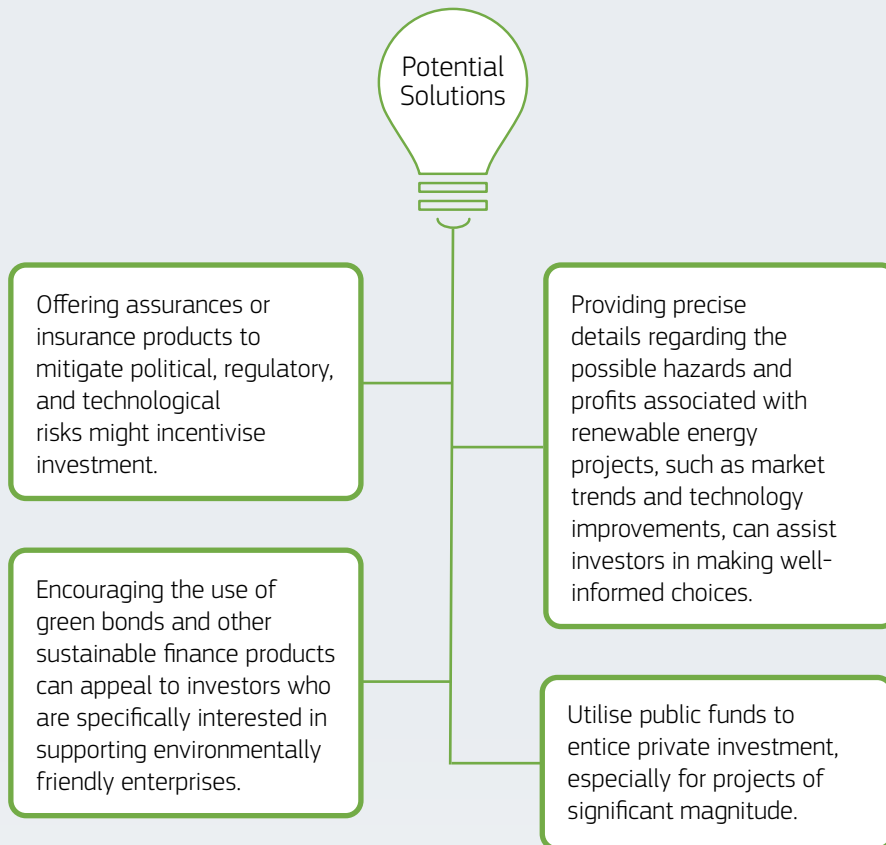 Potential
Solutions
Offering assurances or
insurance products to
mitigate political, regulatory,
and technological
risks might incentivise
investment.
Providing precise
details regarding the
possible hazards and
profits associated with
renewable energy
projects, such as market
trends and technology
improvements, can assist
investors in making well-
informed choices.
Encouraging the use of
green bonds and other
sustainable finance products
can appeal to investors who
are specifically interested in
supporting environmentally
friendly enterprises.
Utilise public funds to
entice private investment,
especially for projects of
significant magnitude.